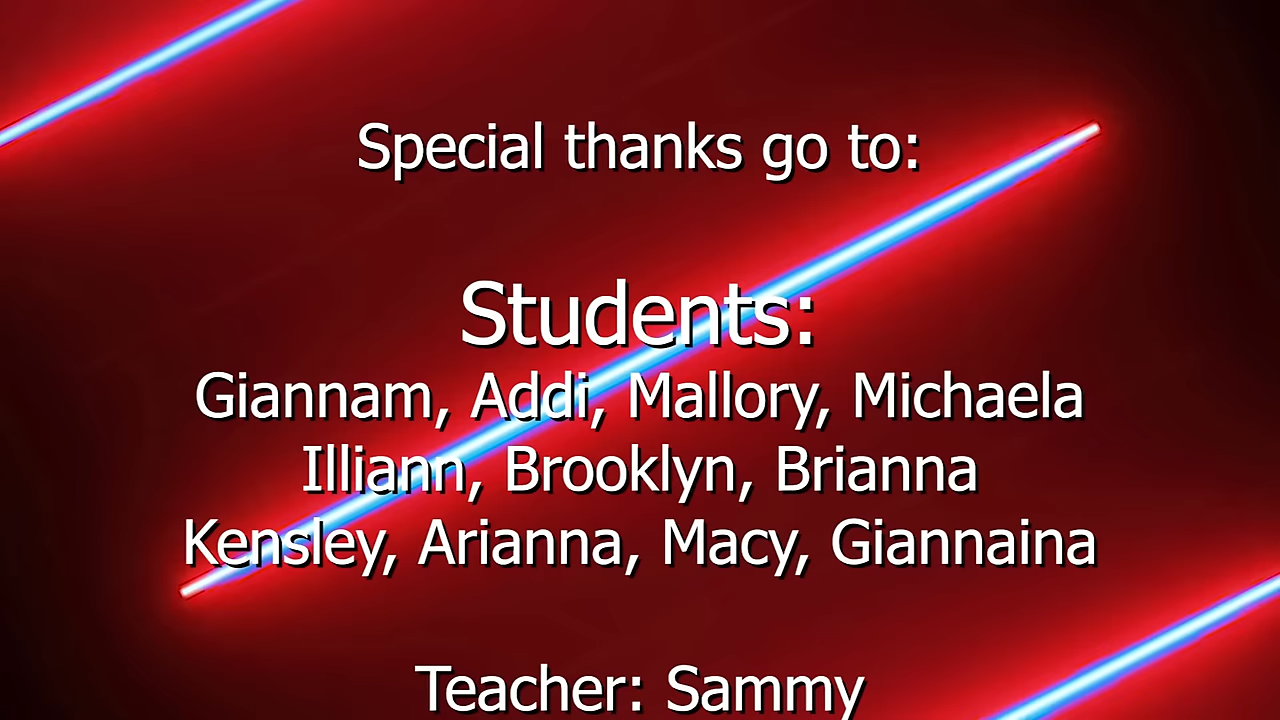 Special thanks go to:
Students:
Giannam, Addi, Mallory, Michaela
Illiann, Brooklyn, Brianna
Kensley, Arianna, Macy, Giannaina
Teacher: Sammy